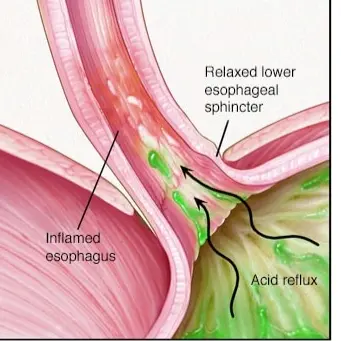 Relaxed lower
esophageal
sphincter
Inflamed
esophagus
Acid reflux